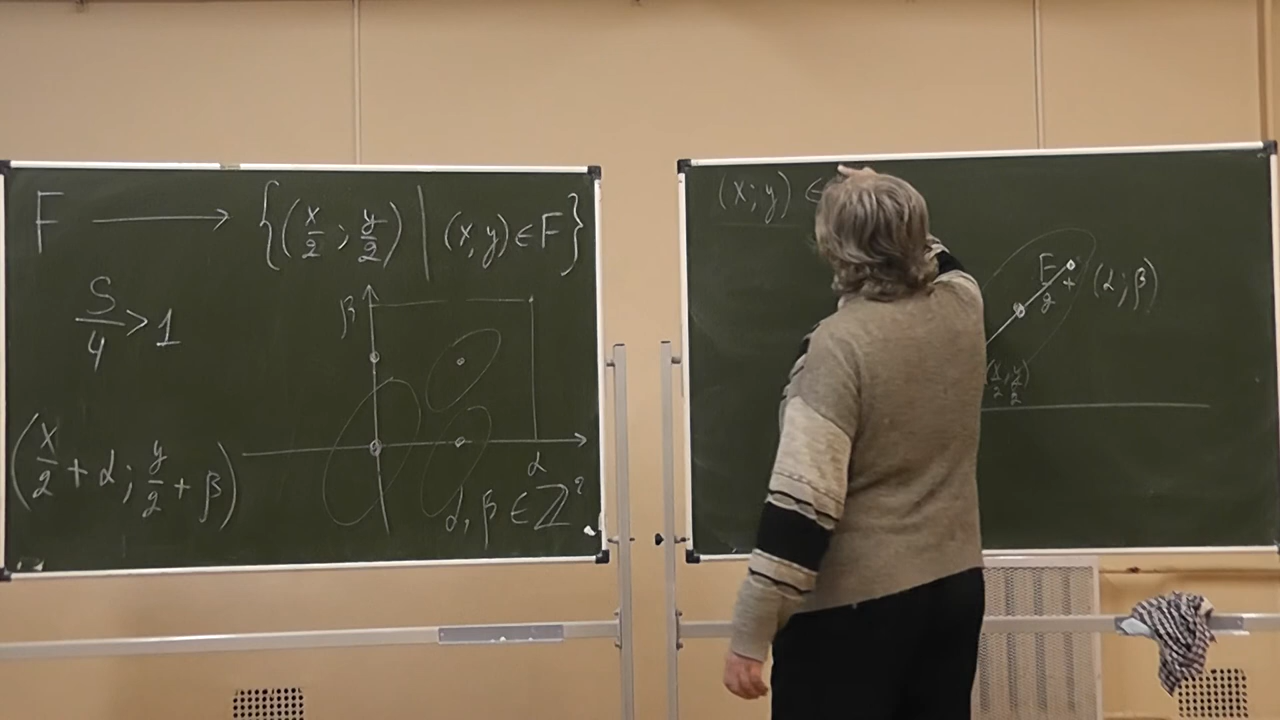 F → {(x/2 ; y/2) | (x, y) ∈ F}
S/4 > 1
β
(x/2 + α ; y/2 + β)
α
α, β ∈ ℤ²
(x; y) ∈
F/2 +
(α; β)
(x/2 ; y/2)